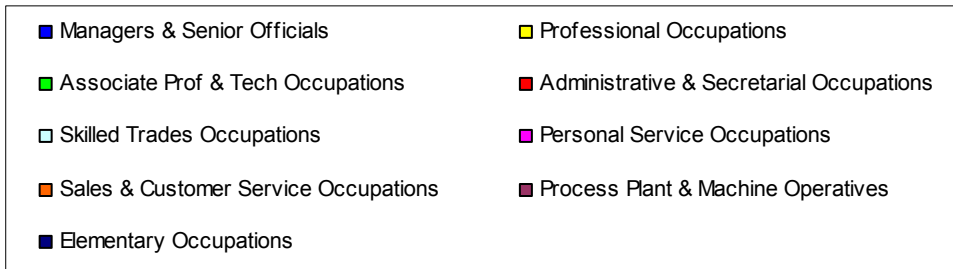 Managers & Senior Officials
Professional Occupations
Associate Prof & Tech Occupations
Administrative & Secretarial Occupations
Skilled Trades Occupations
Personal Service Occupations
Sales & Customer Service Occupations
Process Plant & Machine Operatives
Elementary Occupations